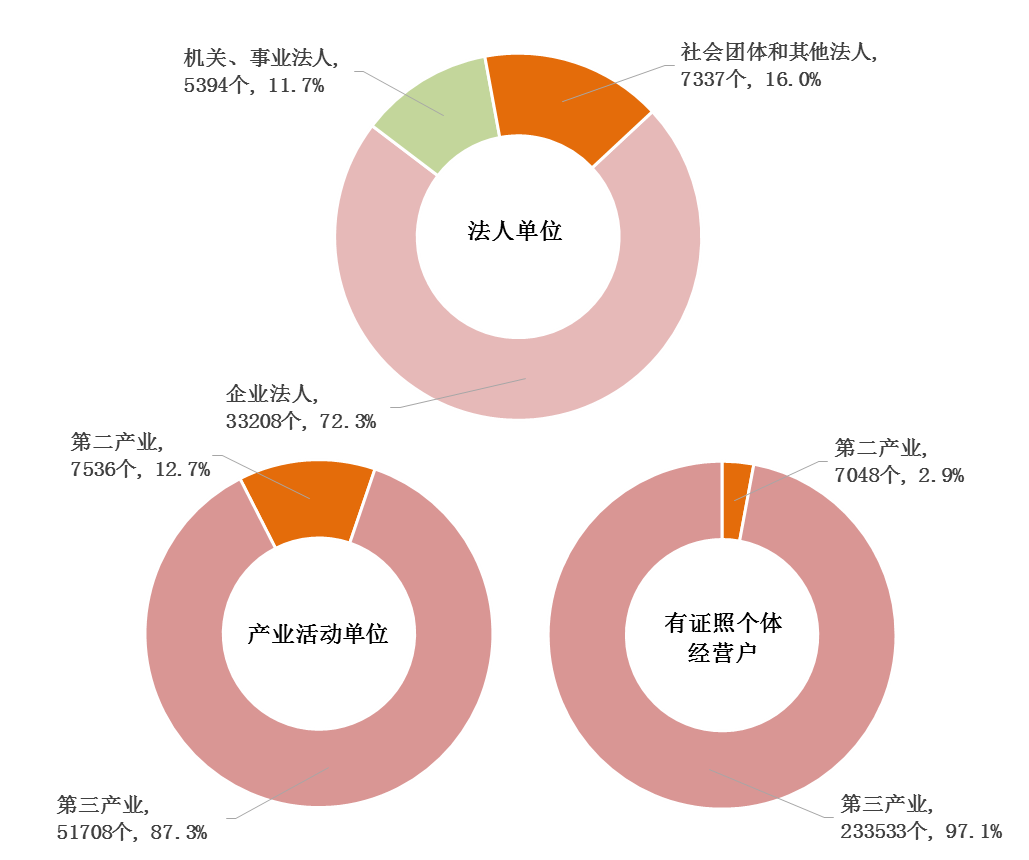 机关、事业法人,
5394个, 11.7%
社会团体和其他法人,
7337个, 16.0%
法人单位
企业法人,
33208个, 72.3%
第二产业,
7536个, 12.7%
产业活动单位
第三产业,
51708个, 87.3%
第二产业,
7048个, 2.9%
有证照个体
经营户
第三产业,
233533个, 97.1%